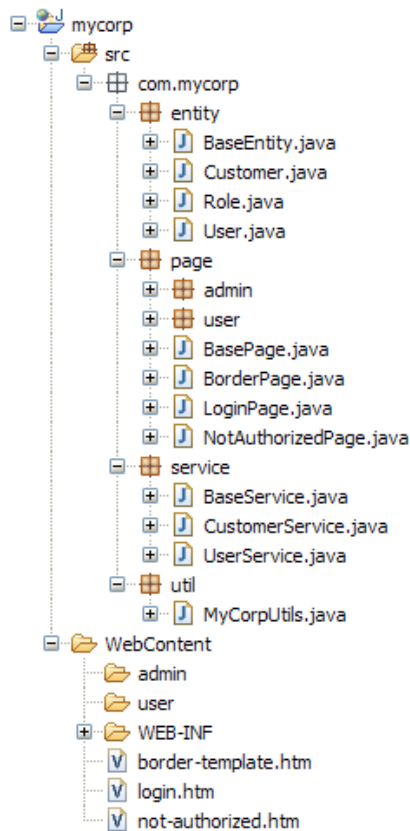 mycorp
src
com.mycorp
entity
BaseEntity.java
Customer.java
Role.java
User.java
page
admin
user
BasePage.java
BorderPage.java
LoginPage.java
NotAuthorizedPage.java
service
BaseService.java
CustomerService.java
UserService.java
util
MyCorpUtils.java
WebContent
admin
user
WEB-INF
border-template.htm
login.htm
not-authorized.htm